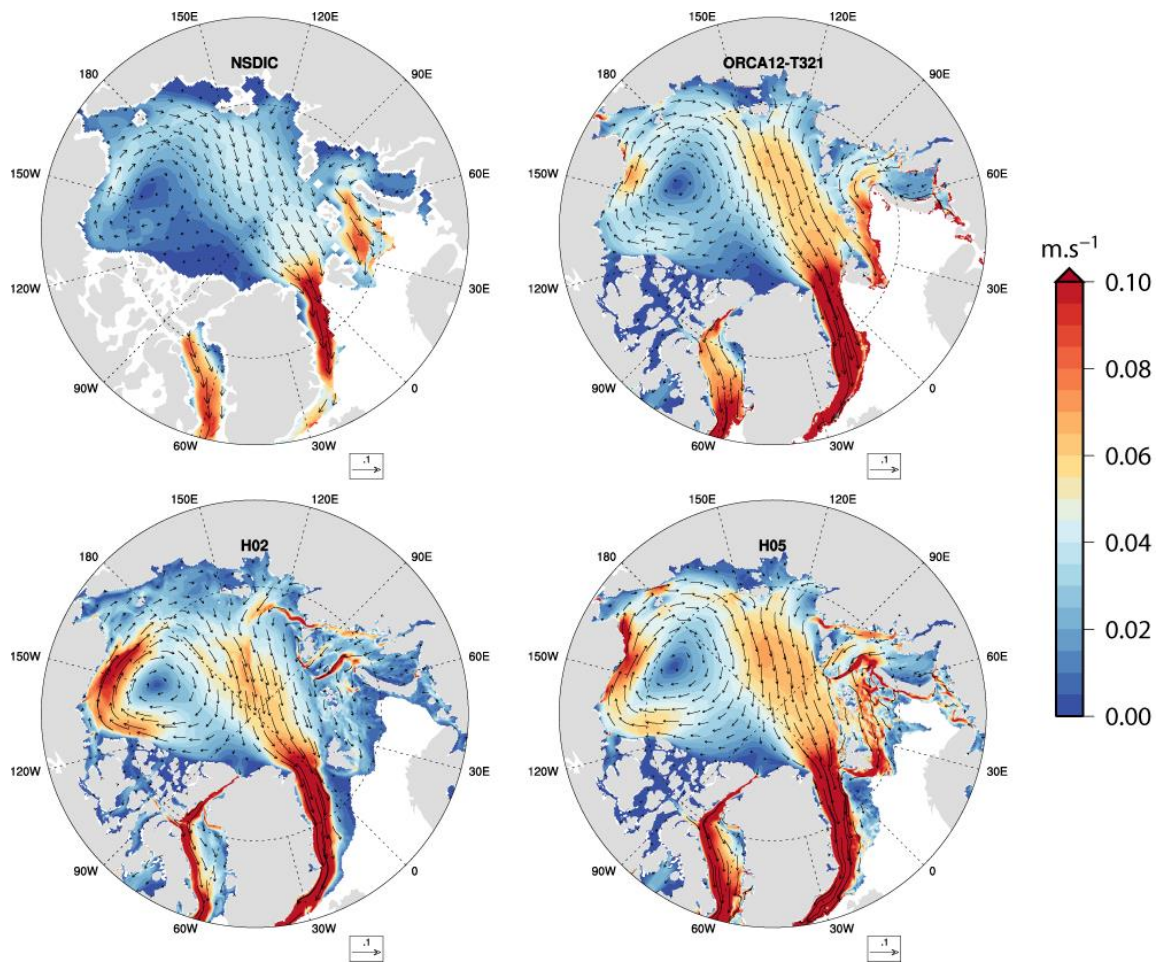 150E 120E
180 NSDIC 90E
150W 60E
120W 30E
90W 0
60W 30W
.1
150E 120E
180 ORCA12-T321 90E
150W 60E
120W 30E
90W 0
60W 30W
.1
m.s⁻¹
0.10
0.08
0.06
0.04
0.02
0.00
150E 120E
180 H02 90E
150W 60E
120W 30E
90W 0
60W 30W
.1
150E 120E
180 H05 90E
150W 60E
120W 30E
90W 0
60W 30W
.1